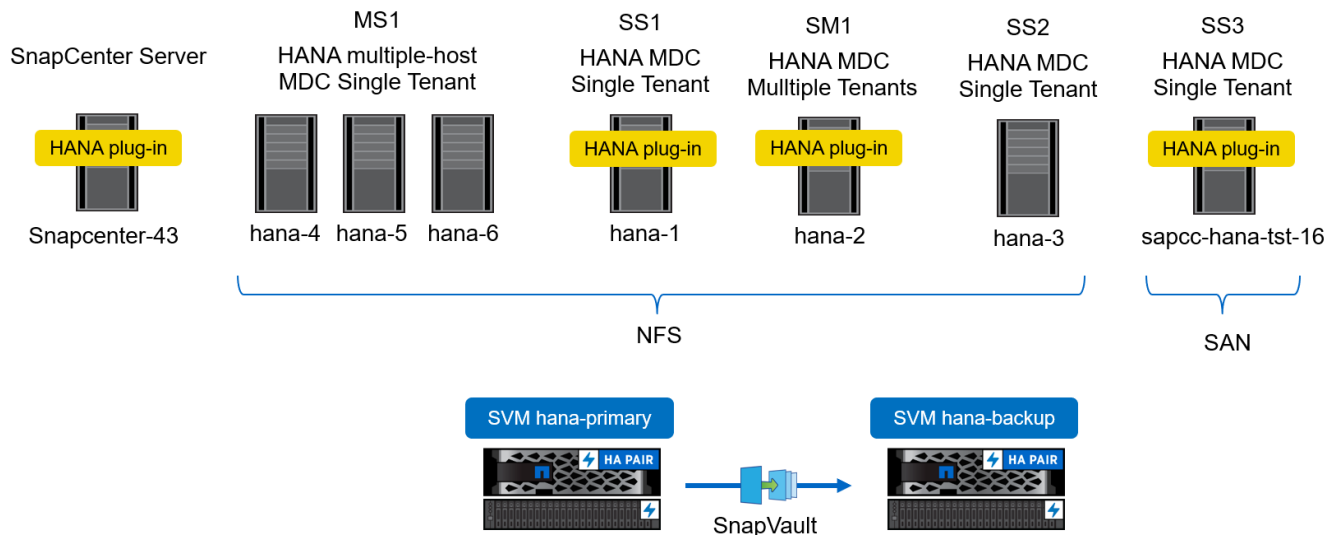 SnapCenter Server
HANA plug-in
Snapcenter-43
MS1
HANA multiple-host
MDC Single Tenant
hana-4
hana-5
hana-6
SS1
HANA MDC
Single Tenant
HANA plug-in
hana-1
SM1
HANA MDC
Mulltiple Tenants
HANA plug-in
hana-2
SS2
HANA MDC
Single Tenant
hana-3
SS3
HANA MDC
Single Tenant
HANA plug-in
sapcc-hana-tst-16
NFS
SAN
SVM hana-primary
HA PAIR
SnapVault
SVM hana-backup
HA PAIR